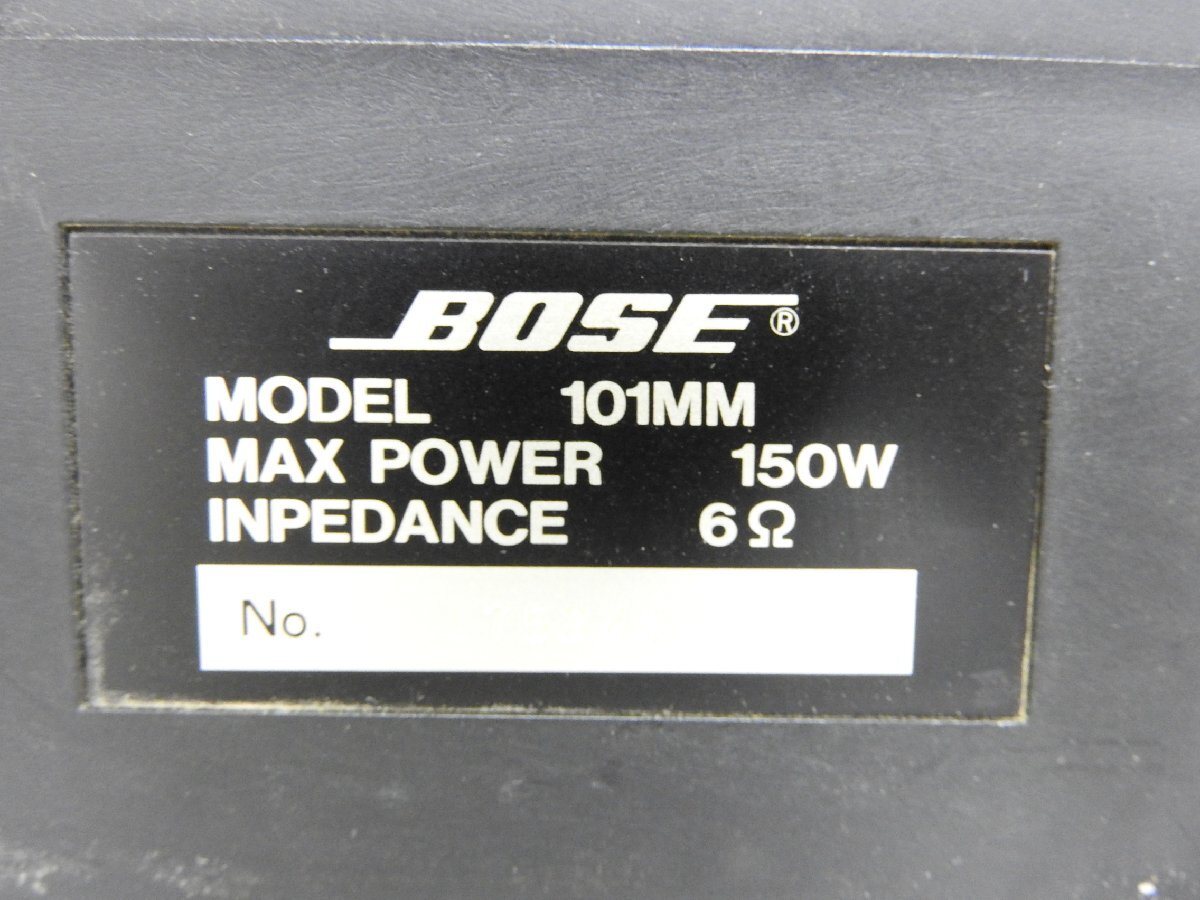 BOSE®
MODEL 101MM
MAX POWER 150W
INPEDANCE 6Ω
No.